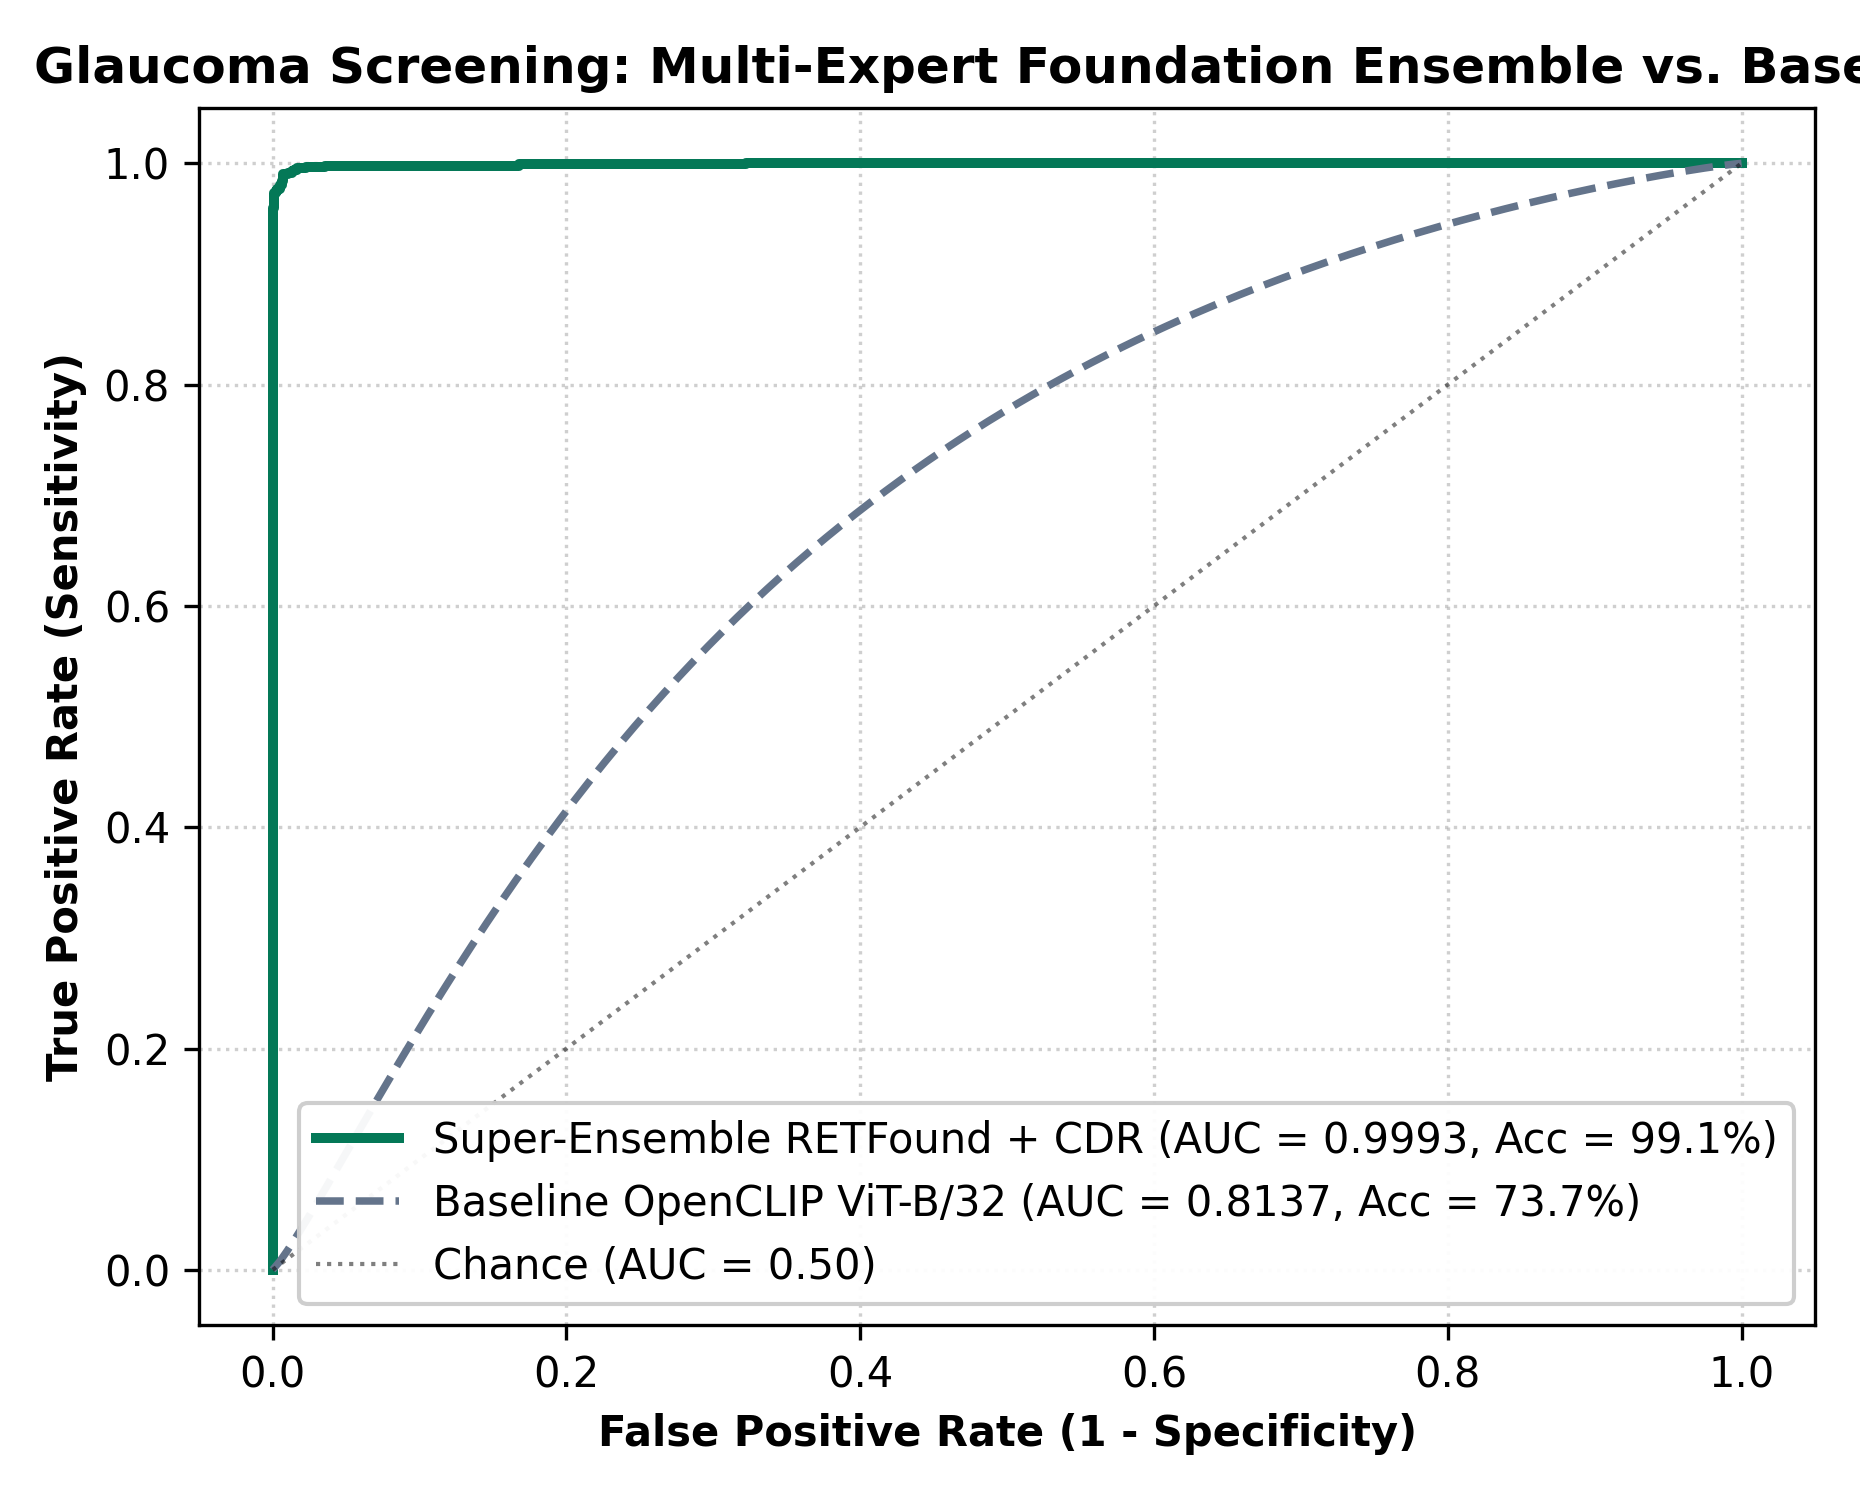 Glaucoma Screening: Multi-Expert Foundation Ensemble vs. Base
True Positive Rate (Sensitivity)
1.0
0.8
0.6
0.4
0.2
0.0
Super-Ensemble RETFound + CDR (AUC = 0.9993, Acc = 99.1%)
Baseline OpenCLIP ViT-B/32 (AUC = 0.8137, Acc = 73.7%)
Chance (AUC = 0.50)
0.0 0.2 0.4 0.6 0.8 1.0
False Positive Rate (1 - Specificity)